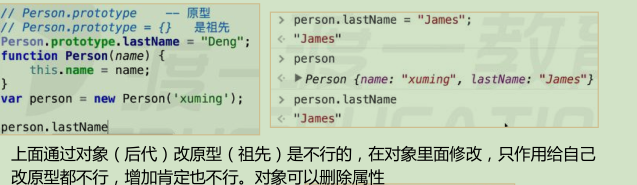 // Person.prototype    -- 原型
// Person.prototype = {}   是祖先
Person.prototype.lastName = "Deng";
function Person(name) {
    this.name = name;
}
var person = new Person('xuming');
person.lastName
> person.lastName = "James";
< "James"
> person
< ▶ Person {name: "xuming", lastName: "James"}
> person.lastName
< "James"
上面通过对象（后代）改原型（祖先）是不行的，在对象里面修改，只作用给自己
改原型都不行，增加肯定也不行。对象可以删除属性